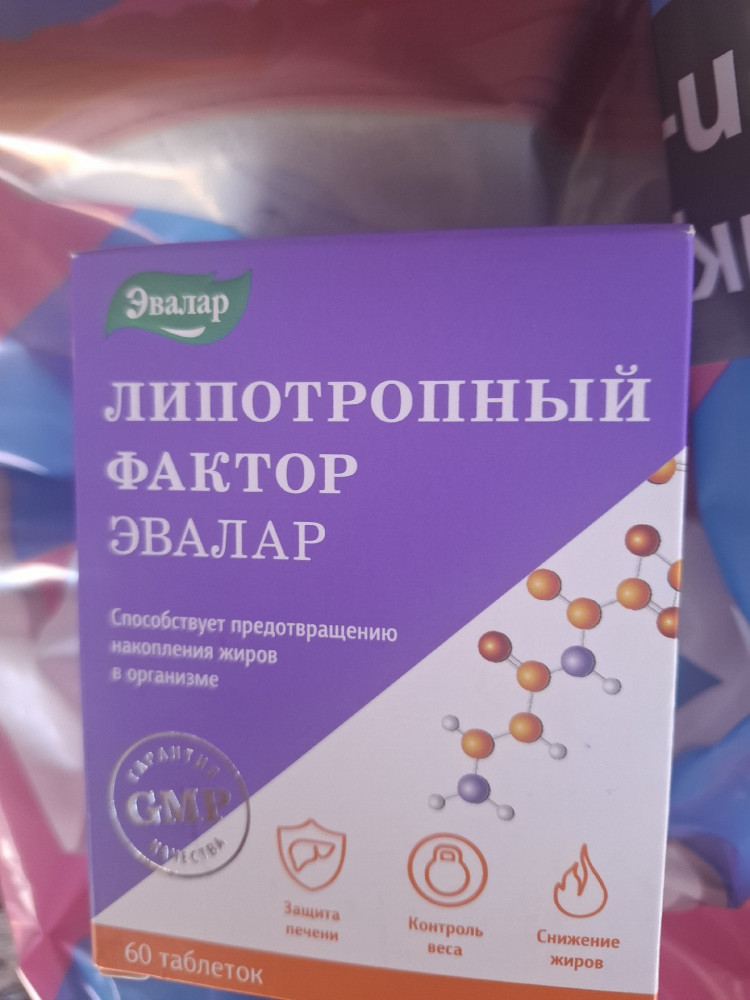 Эвалар
ЛИПОТРОПНЫЙ
ФАКТОР
ЭВАЛАР
Способствует предотвращению
накопления жиров
в организме
ГАРАНТИЯ
GMP
КАЧЕСТВА
Защита
печени
Контроль
веса
Снижение
жиров
60 таблеток